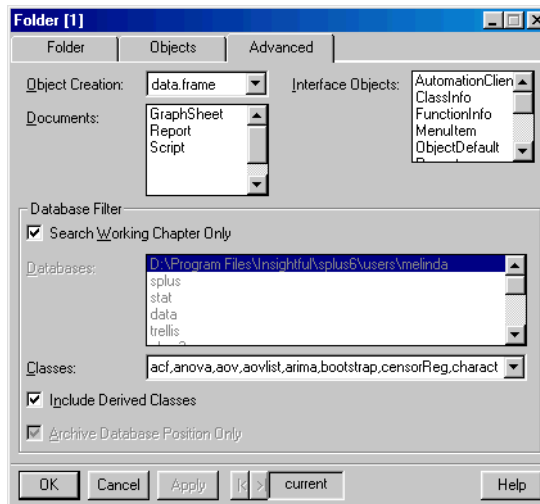 Folder [1]
Folder Objects Advanced
Object Creation: data.frame
Interface Objects: AutomationClien
ClassInfo
FunctionInfo
MenuItem
ObjectDefault
Documents: GraphSheet
Report
Script
Database Filter
Search Working Chapter Only
Databases: D:\Program Files\Insightful\splus6\users\melinda
splus
stat
data
trellis
Classes: acf,anova,aov,aovlist,arima,bootstrap,censorReg,charact
Include Derived Classes
Archive Database Position Only
OK Cancel Apply |< > current Help